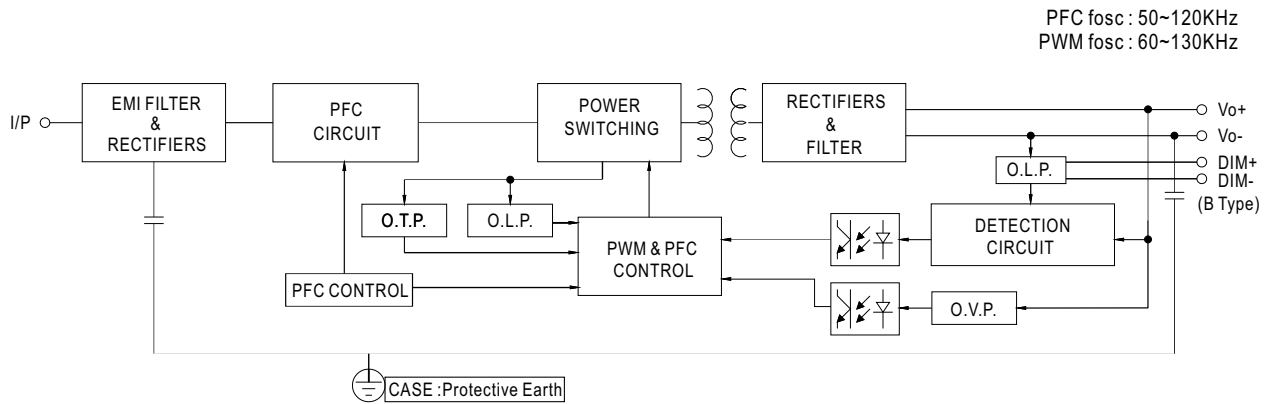 PFC fosc : 50~120KHz
PWM fosc : 60~130KHz
I/P
EMI FILTER
&
RECTIFIERS
PFC
CIRCUIT
POWER
SWITCHING
RECTIFIERS
&
FILTER
Vo+
Vo-
DIM+
DIM-
(B Type)
O.L.P.
O.T.P.
O.L.P.
PWM & PFC
CONTROL
DETECTION
CIRCUIT
PFC CONTROL
O.V.P.
CASE :Protective Earth